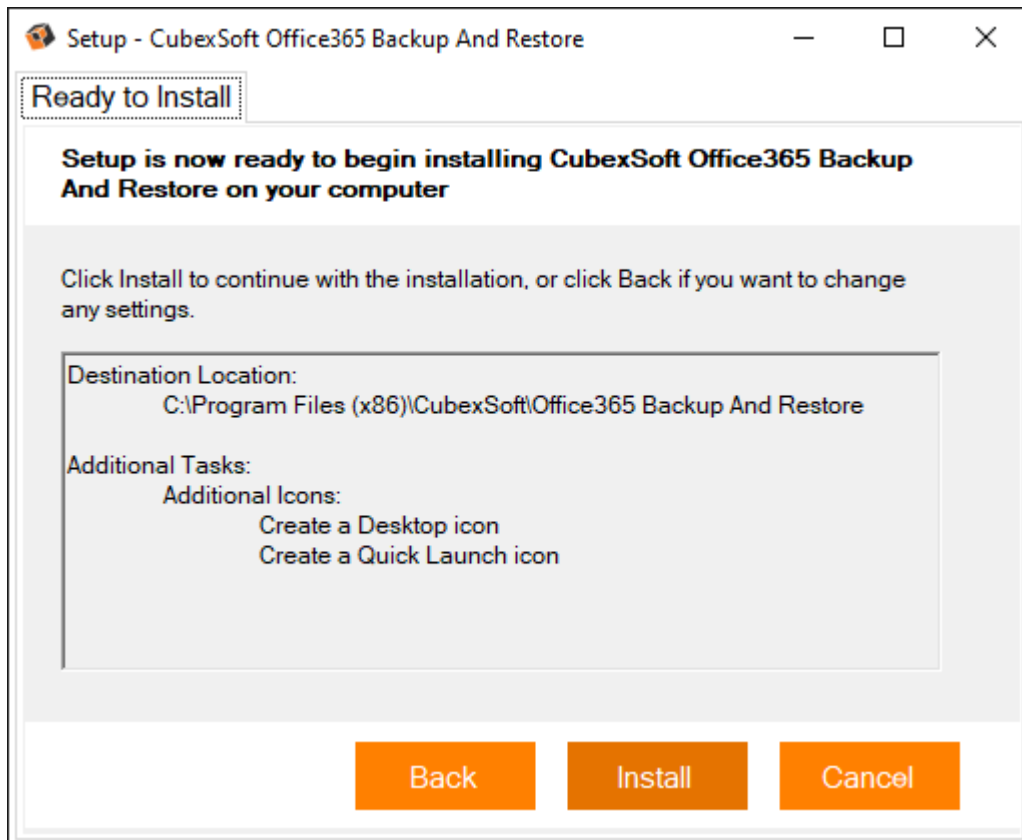 Setup - CubexSoft Office365 Backup And Restore
Ready to Install
Setup is now ready to begin installing CubexSoft Office365 Backup
And Restore on your computer
Click Install to continue with the installation, or click Back if you want to change
any settings.
Destination Location:
C:\Program Files (x86)\CubexSoft\Office365 Backup And Restore
Additional Tasks:
Additional Icons:
Create a Desktop icon
Create a Quick Launch icon
Back Install Cancel